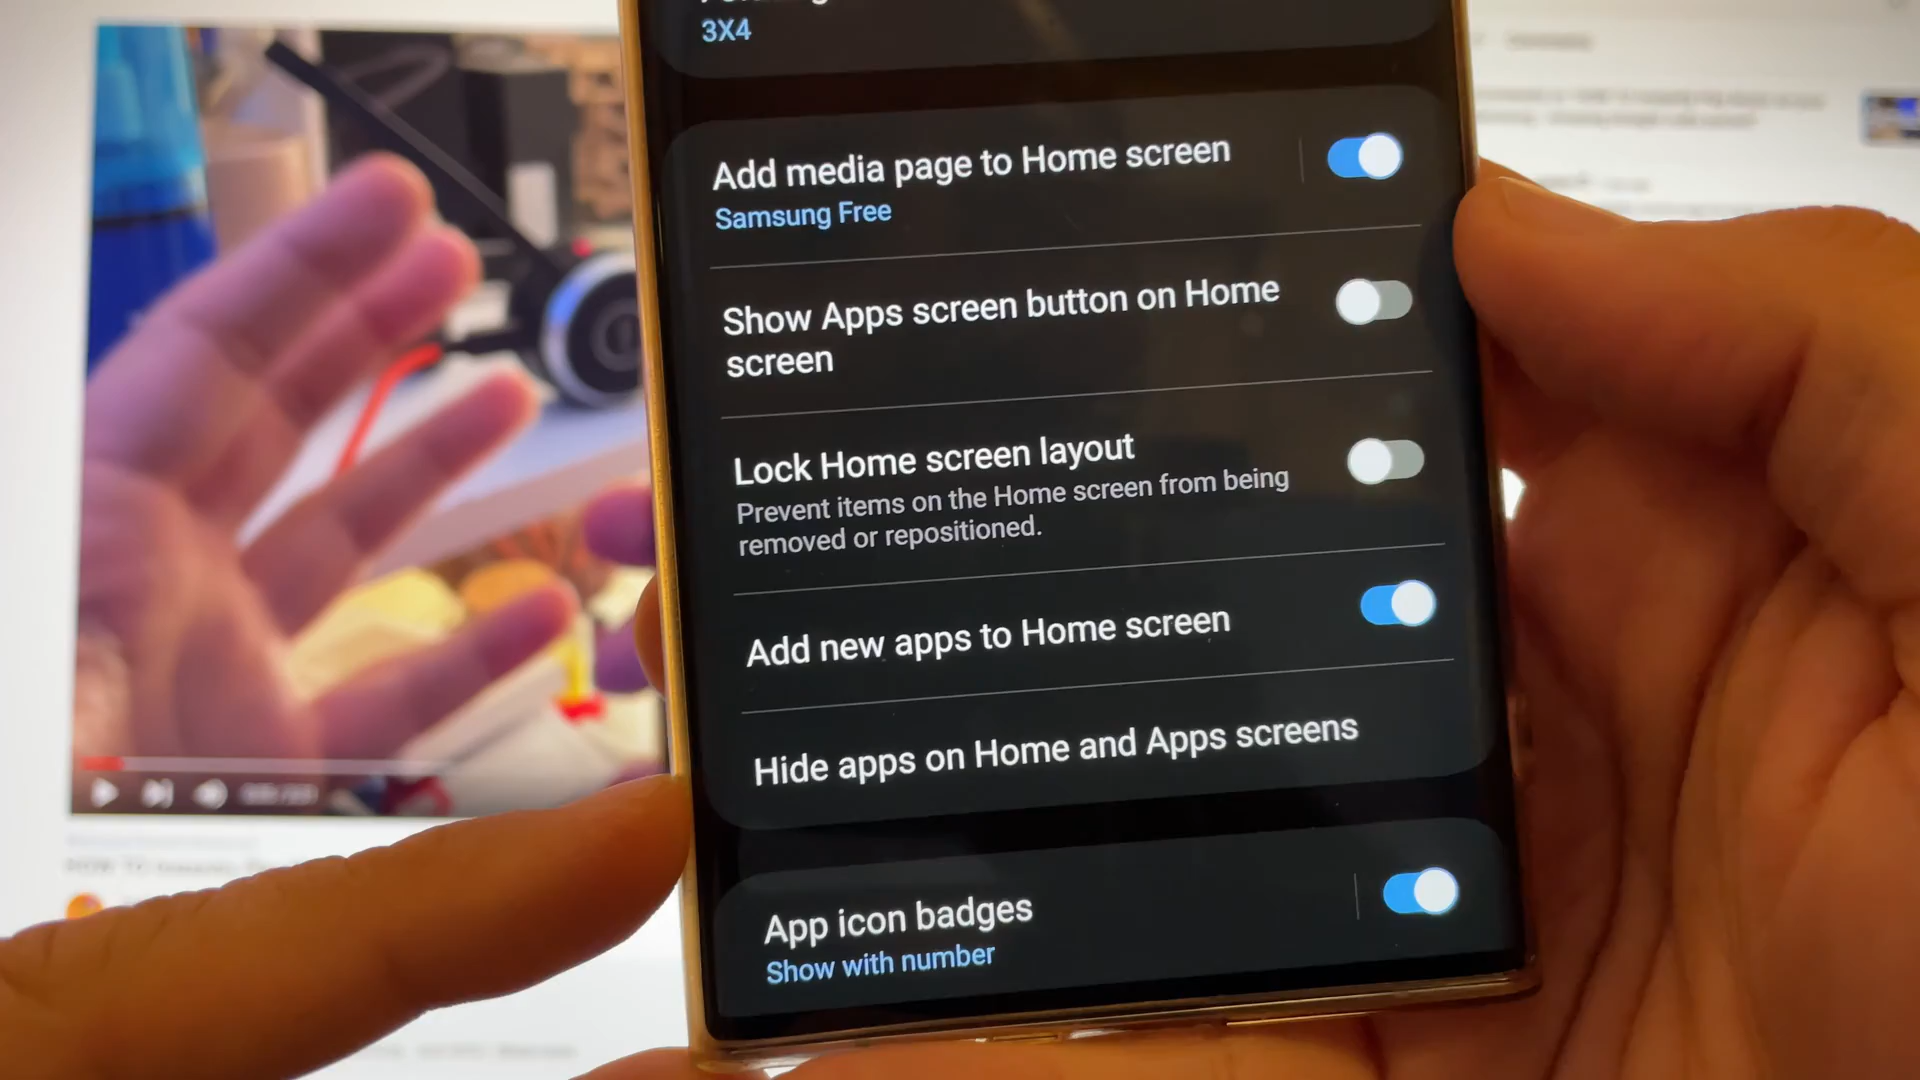 3X4
Add media page to Home screen
Samsung Free
Show Apps screen button on Home
screen
Lock Home screen layout
Prevent items on the Home screen from being
removed or repositioned.
Add new apps to Home screen
Hide apps on Home and Apps screens
App icon badges
Show with number